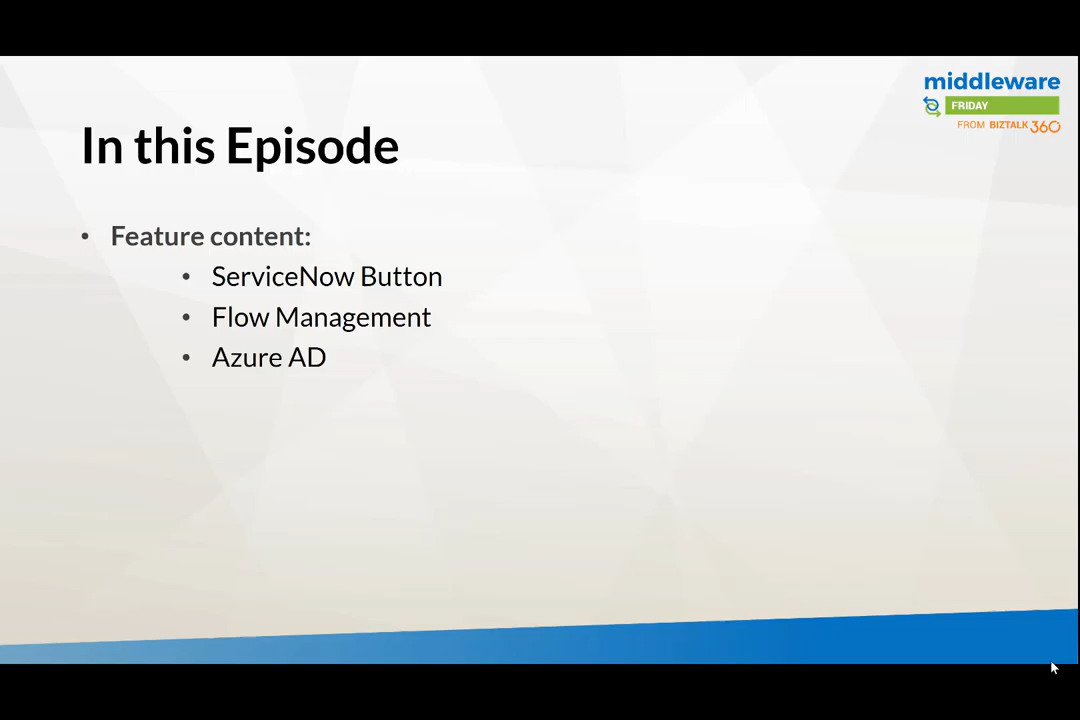 middleware
FRIDAY
FROM BIZTALK 360
In this Episode
• Feature content:
• ServiceNow Button
• Flow Management
• Azure AD